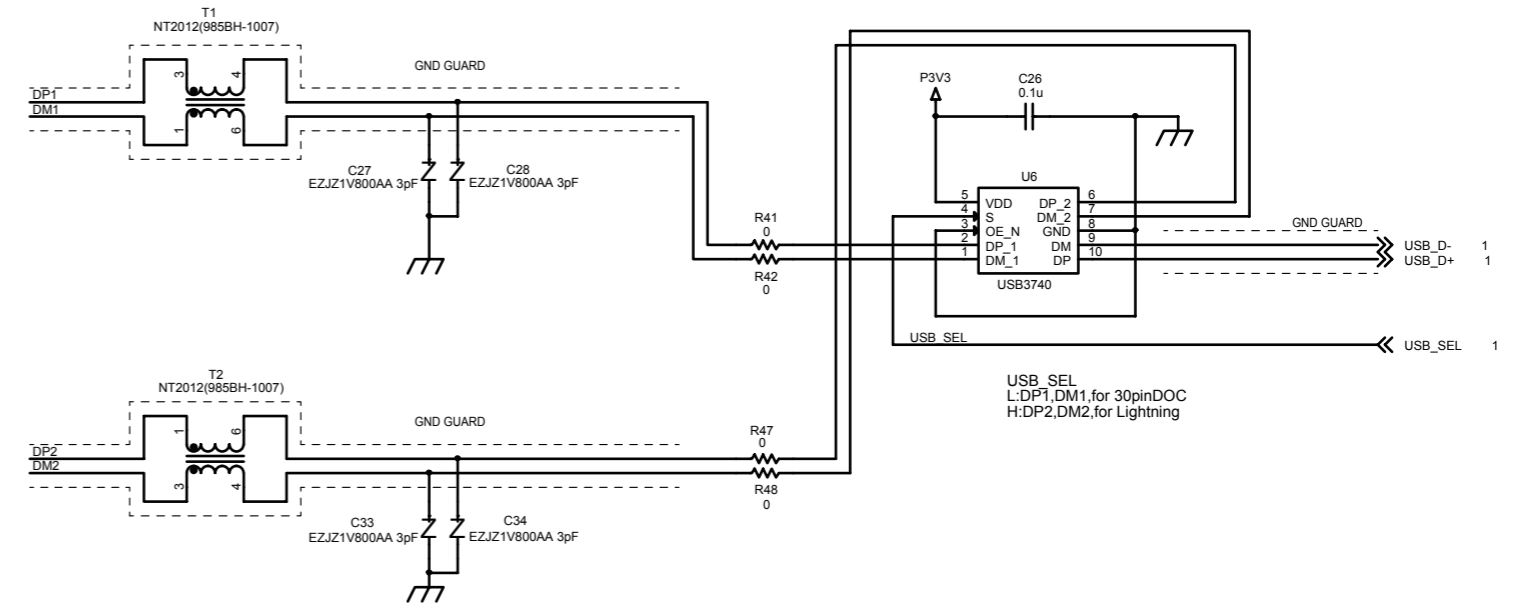 T1
NT2012(985BH-1007)
GND GUARD
3
4
DP1
DM1
1
6
C27
EZJZ1V800AA 3pF
C28
EZJZ1V800AA 3pF
P3V3
C26
0.1u
U6
5
VDD
DP_2
6
4
S
DM_2
7
3
OE_N
GND
8
2
DP_1
DM
9
1
DM_1
DP
10
USB3740
R41
0
R42
0
GND GUARD
USB_D- 1
USB_D+ 1
USB_SEL
USB_SEL 1
USB_SEL
L:DP1,DM1,for 30pinDOC
H:DP2,DM2,for Lightning
T2
NT2012(985BH-1007)
GND GUARD
1
6
DP2
DM2
3
4
R47
0
R48
0
C33
EZJZ1V800AA 3pF
C34
EZJZ1V800AA 3pF